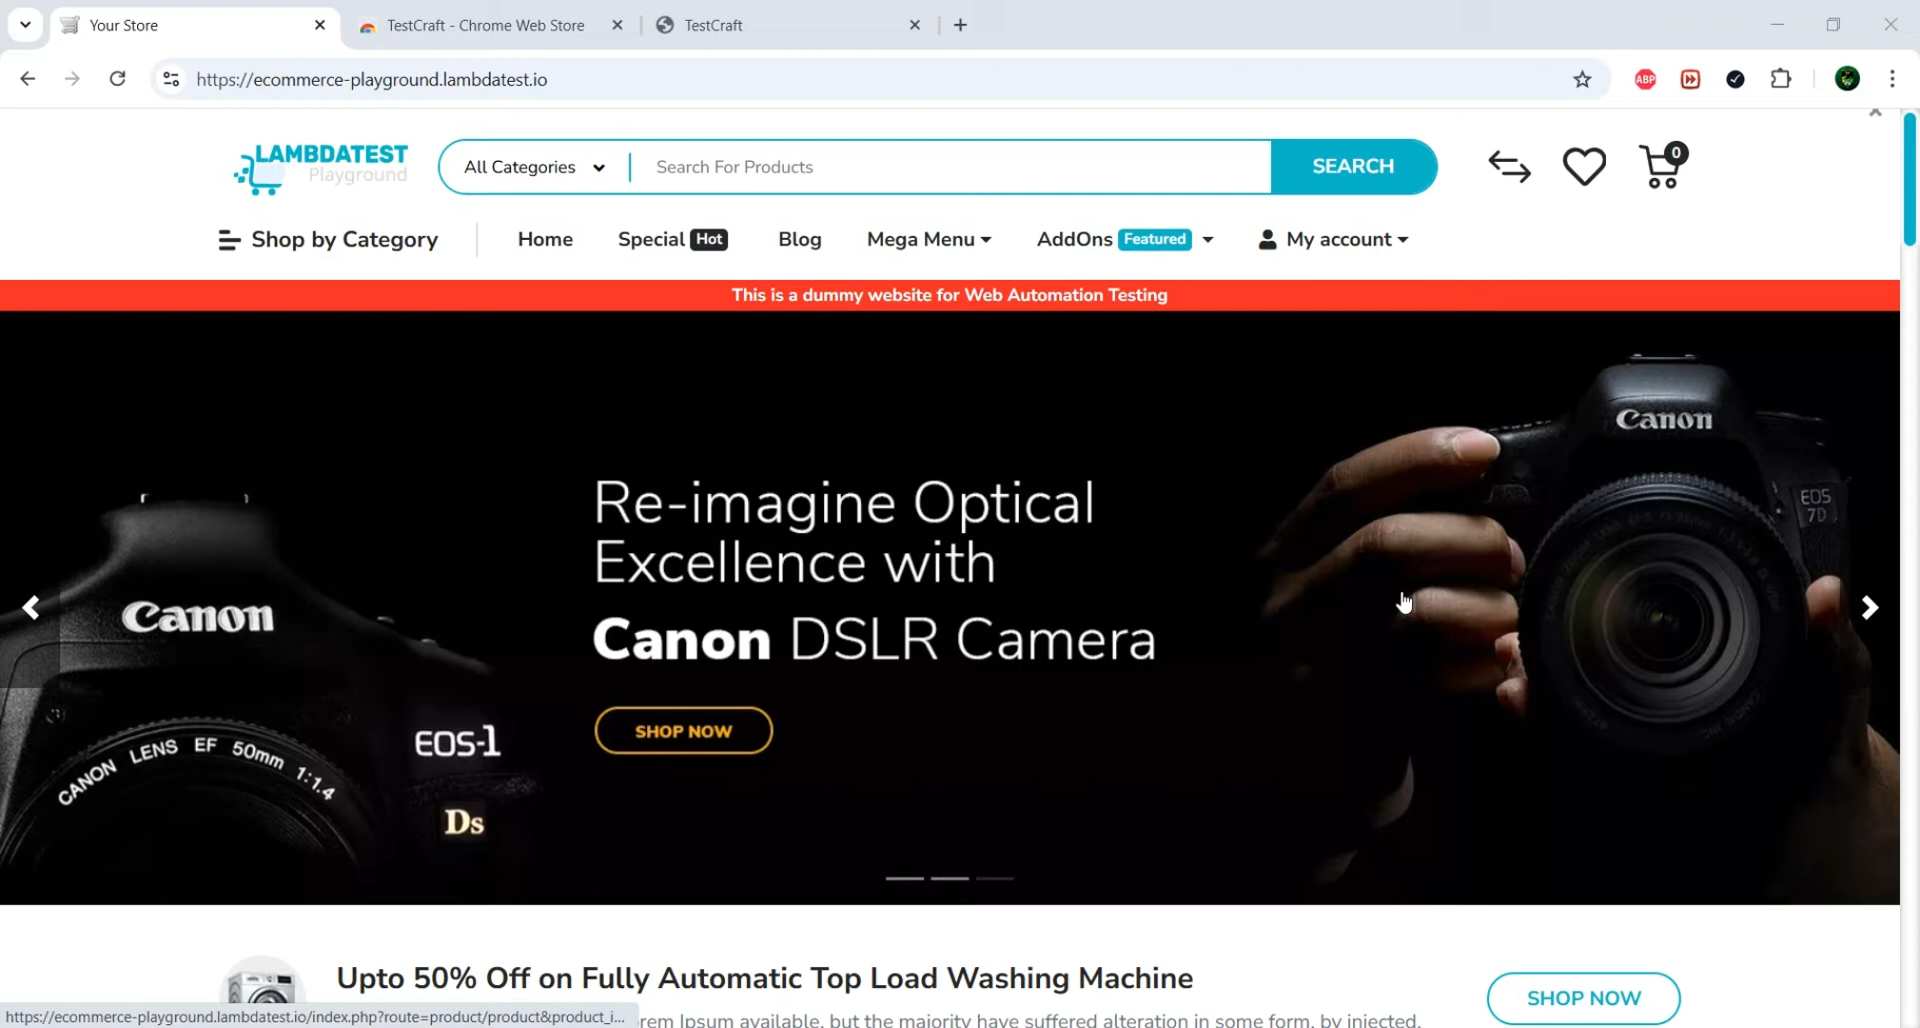 Your Store
TestCraft - Chrome Web Store
TestCraft
https://ecommerce-playground.lambdatest.io
ABP
LAMBDATEST
Playground
All Categories
Search For Products
SEARCH
0
Shop by Category
Home
Special Hot
Blog
Mega Menu
AddOns Featured
My account
This is a dummy website for Web Automation Testing
Canon
EOS
7D
Re-imagine Optical
Excellence with
Canon DSLR Camera
SHOP NOW
Canon
EOS-1
Ds
CANON LENS EF 50mm 1:1.4
Upto 50% Off on Fully Automatic Top Load Washing Machine
SHOP NOW
https://ecommerce-playground.lambdatest.io/index.php?route=product/product&product_i...
Ipsum available, but the majority have suffered alteration in some form, by injected.